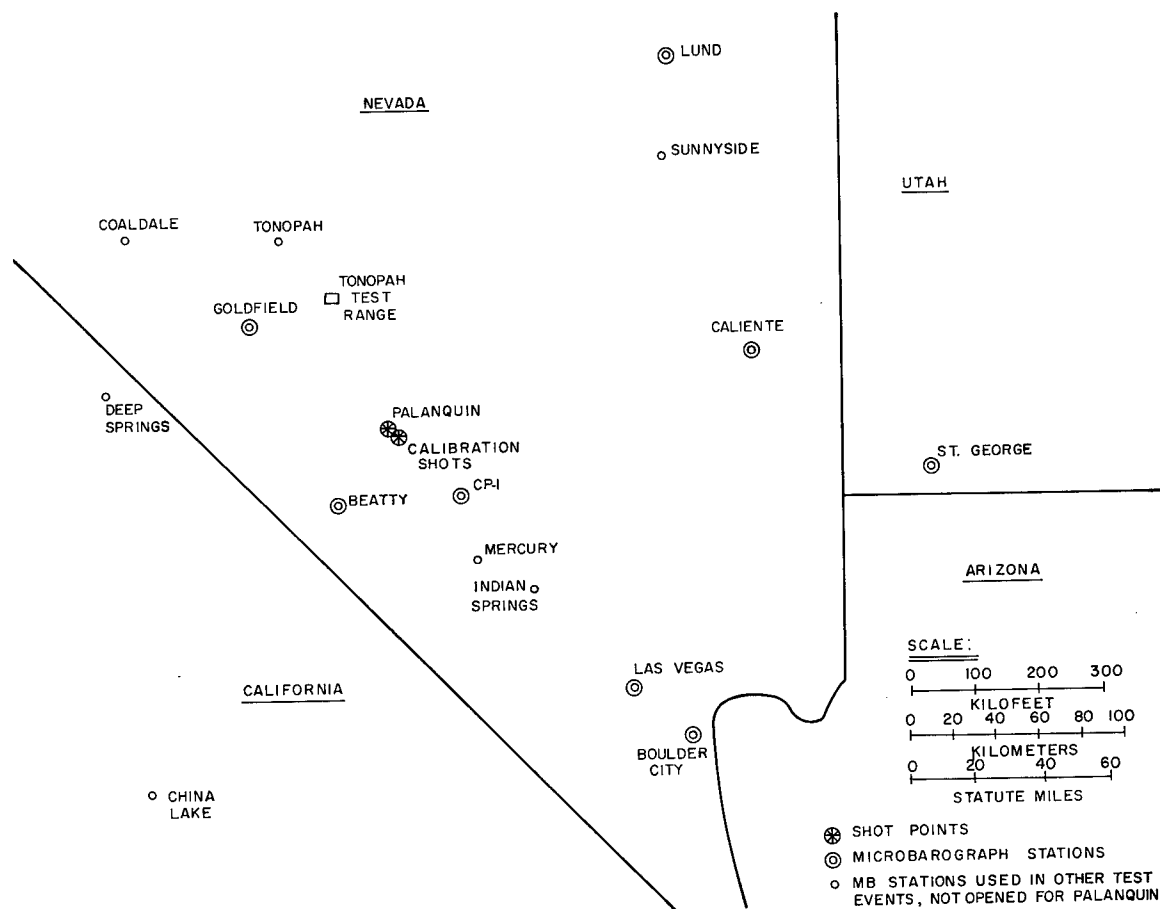 LUND
NEVADA
SUNNYSIDE
UTAH
COALDALE
TONOPAH
TONOPAH
TEST
RANGE
GOLDFIELD
CALIENTE
DEEP
SPRINGS
PALANQUIN
CALIBRATION
SHOTS
ST. GEORGE
BEATTY
CP-1
MERCURY
INDIAN
SPRINGS
ARIZONA
LAS VEGAS
CALIFORNIA
BOULDER
CITY
CHINA
LAKE
SCALE:
0 100 200 300
KILOFEET
0 20 40 60 80 100
KILOMETERS
0 20 40 60
STATUTE MILES
SHOT POINTS
MICROBAROGRAPH STATIONS
MB STATIONS USED IN OTHER TEST
EVENTS, NOT OPENED FOR PALANQUIN